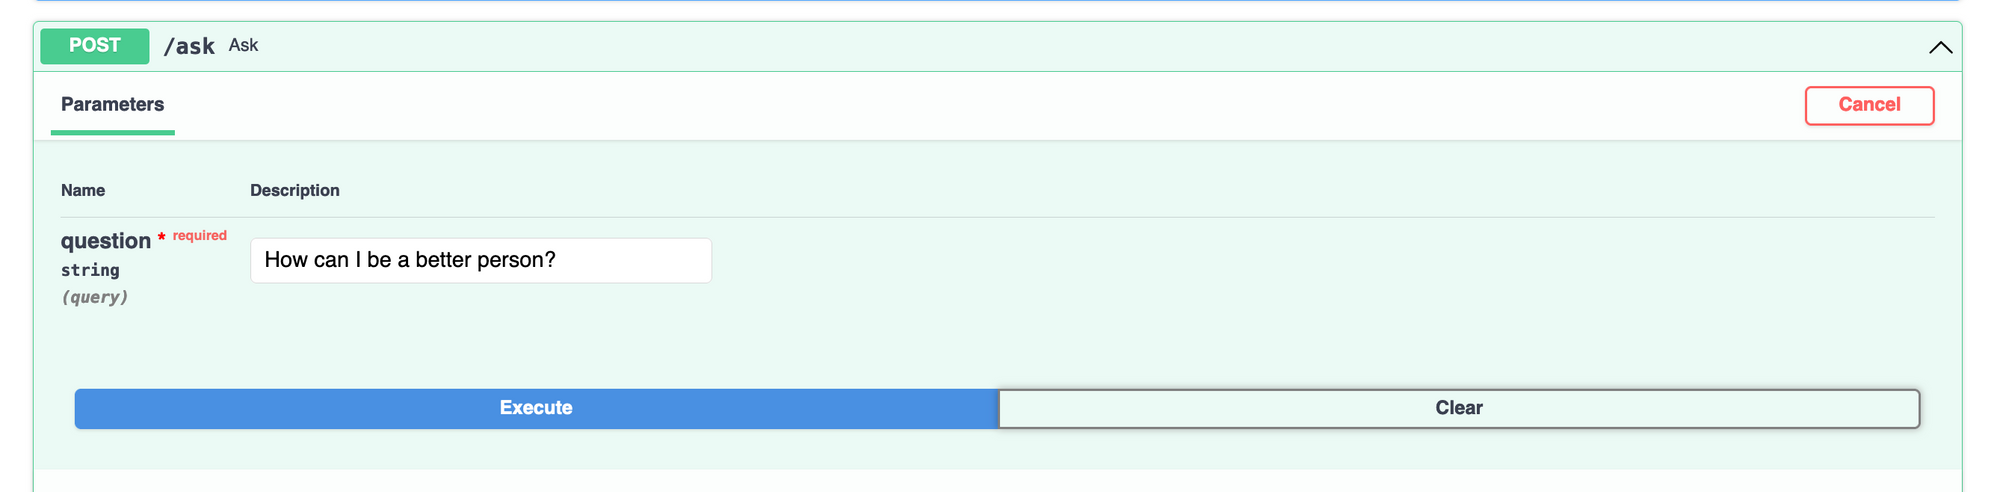 POST /ask Ask
Parameters
Cancel
Name Description
question * required
How can I be a better person?
string
(query)
Execute
Clear